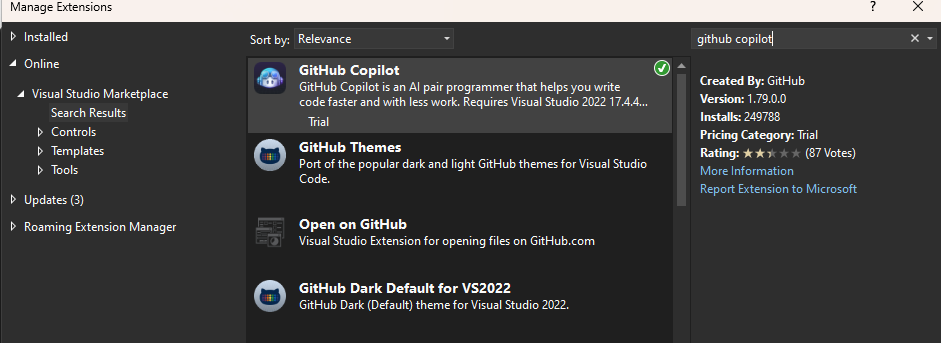 Manage Extensions
Installed
Online
Visual Studio Marketplace
Search Results
Controls
Templates
Tools
Updates (3)
Roaming Extension Manager
Sort by: Relevance
GitHub Copilot
GitHub Copilot is an AI pair programmer that helps you write
code faster and with less work. Requires Visual Studio 2022 17.4.4...
Trial
GitHub Themes
Port of the popular dark and light GitHub themes for Visual Studio
Code.
Open on GitHub
Visual Studio Extension for opening files on GitHub.com
GitHub Dark Default for VS2022
GitHub Dark (Default) theme for Visual Studio 2022.
github copilot
Created By: GitHub
Version: 1.79.0.0
Installs: 249788
Pricing Category: Trial
Rating: (87 Votes)
More Information
Report Extension to Microsoft